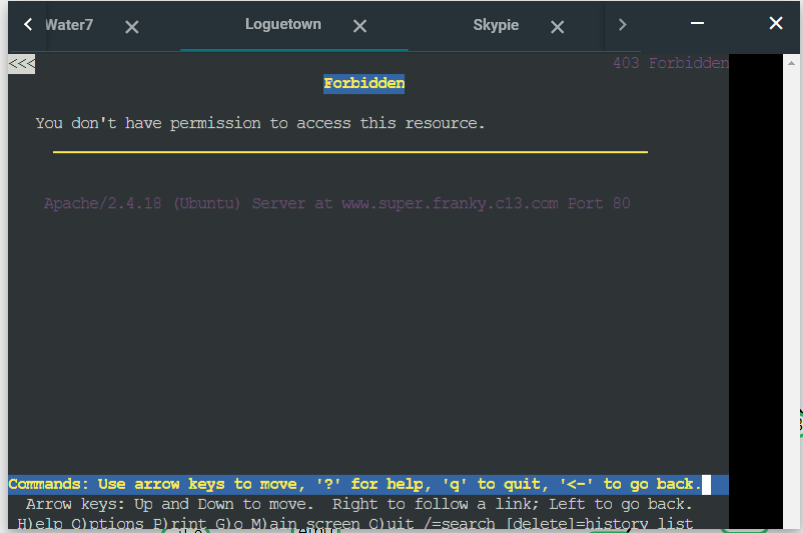 Water7
Loguetown
Skypie
<<<
403 Forbidden
Forbidden
You don't have permission to access this resource.
Apache/2.4.18 (Ubuntu) Server at www.super.franky.c13.com Port 80
Commands: Use arrow keys to move, '?' for help, 'q' to quit, '<-' to go back.
Arrow keys: Up and Down to move.  Right to follow a link; Left to go back.
H)elp O)ptions P)rint G)o M)ain screen Q)uit /=search [delete]=history list